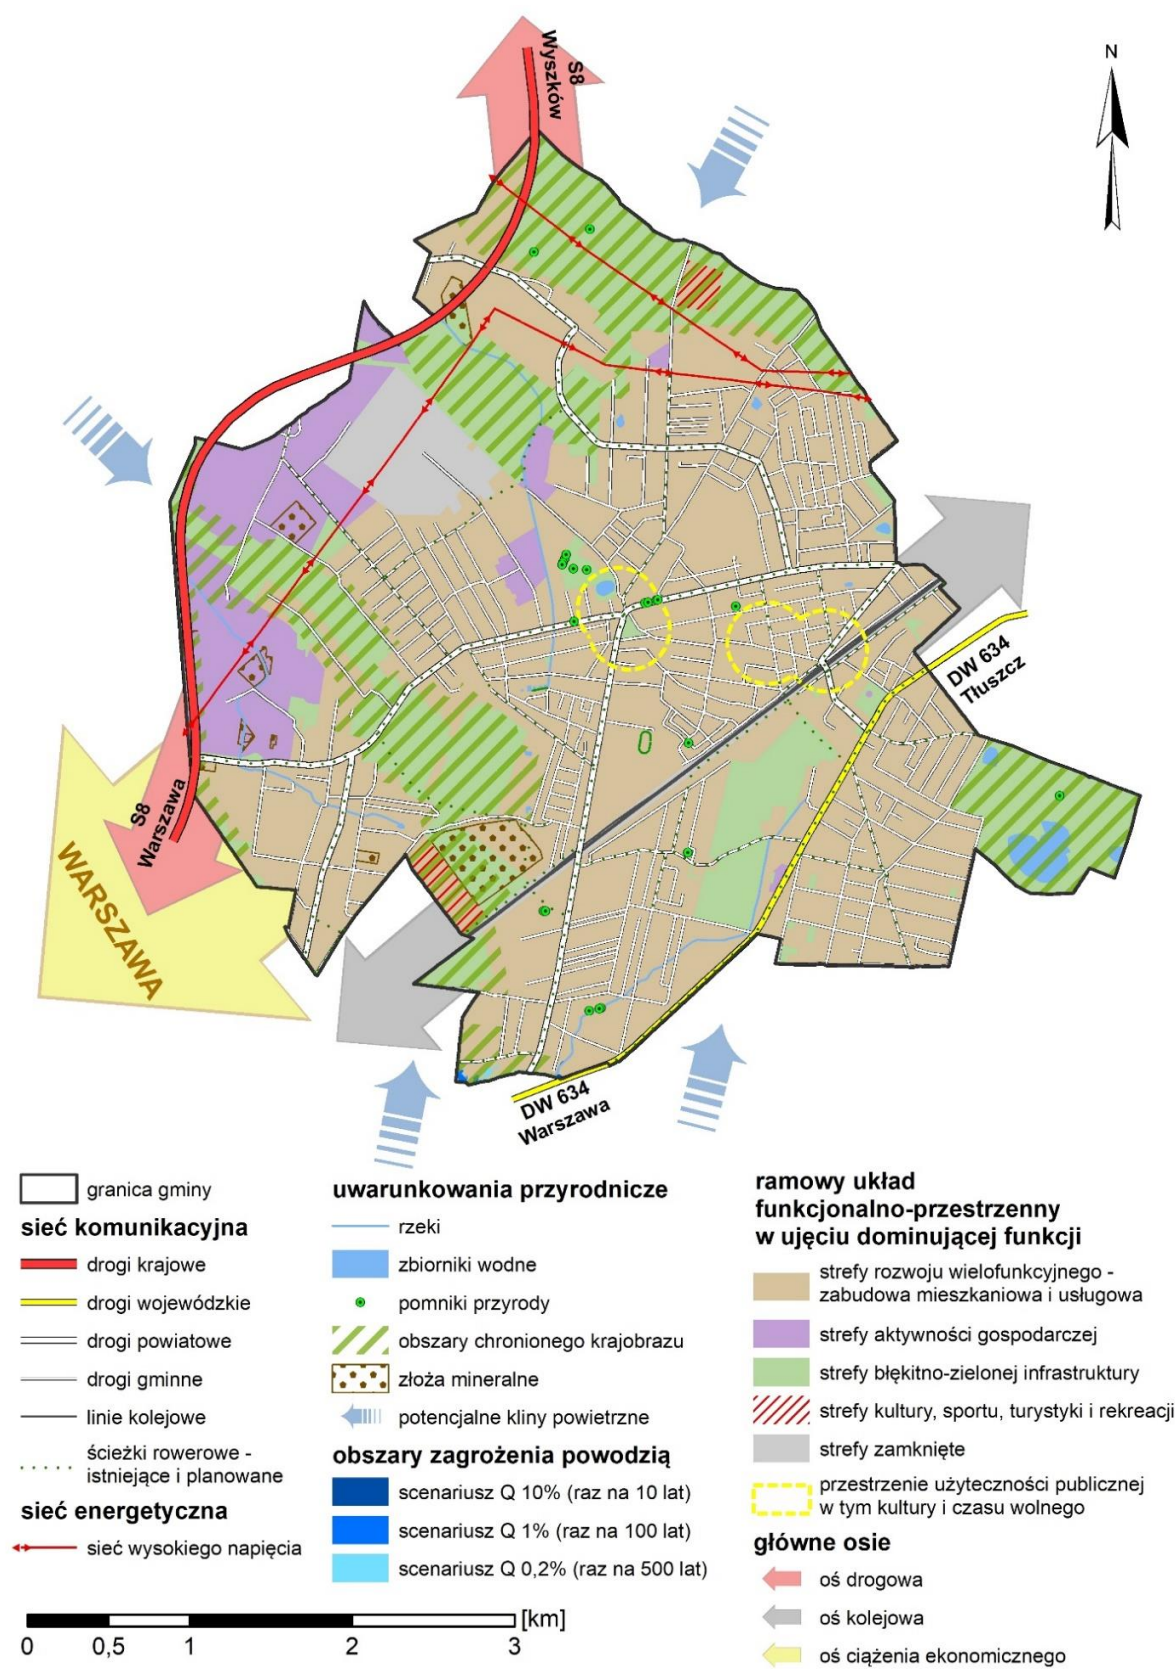 S8
Wyszków
N
DW 634
Tłuszcz
S8
Warszawa
WARSZAWA
DW 634
Warszawa
granica gminy
sieć komunikacyjna
drogi krajowe
drogi wojewódzkie
drogi powiatowe
drogi gminne
linie kolejowe
ścieżki rowerowe -
istniejące i planowane
sieć energetyczna
sieć wysokiego napięcia
uwarunkowania przyrodnicze
rzeki
zbiorniki wodne
pomniki przyrody
obszary chronionego krajobrazu
złoża mineralne
potencjalne kliny powietrzne
obszary zagrożenia powodzią
scenariusz Q 10% (raz na 10 lat)
scenariusz Q 1% (raz na 100 lat)
scenariusz Q 0,2% (raz na 500 lat)
ramowy układ
funkcjonalno-przestrzenny
w ujęciu dominującej funkcji
strefy rozwoju wielofunkcyjnego -
zabudowa mieszkaniowa i usługowa
strefy aktywności gospodarczej
strefy błękitno-zielonej infrastruktury
strefy kultury, sportu, turystyki i rekreacji
strefy zamknięte
przestrzenie użyteczności publicznej
w tym kultury i czasu wolnego
główne osie
oś drogowa
oś kolejowa
oś ciążenia ekonomicznego
[km]
0 0,5 1 2 3